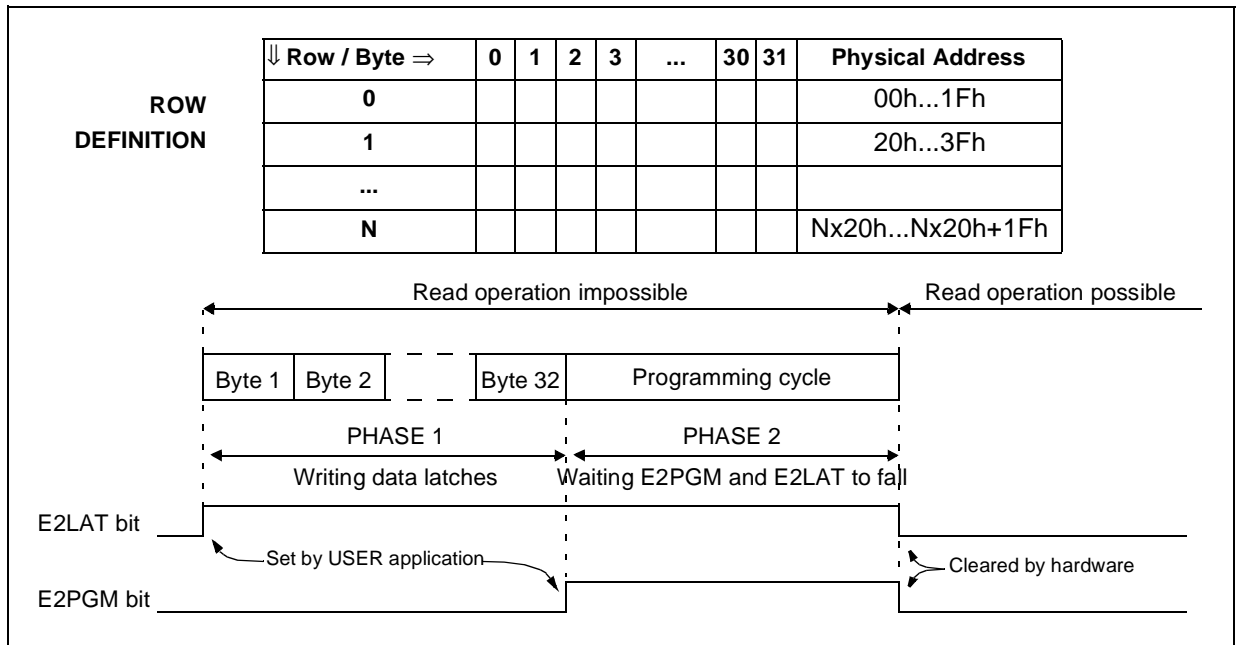 ⇓ Row / Byte ⇒ 0 1 2 3 ... 30 31 Physical Address
ROW DEFINITION
0 00h...1Fh
1 20h...3Fh
...
N Nx20h...Nx20h+1Fh
Read operation impossible Read operation possible
Byte 1 Byte 2 Byte 32 Programming cycle
PHASE 1 PHASE 2
Writing data latches Waiting E2PGM and E2LAT to fall
E2LAT bit
Set by USER application Cleared by hardware
E2PGM bit